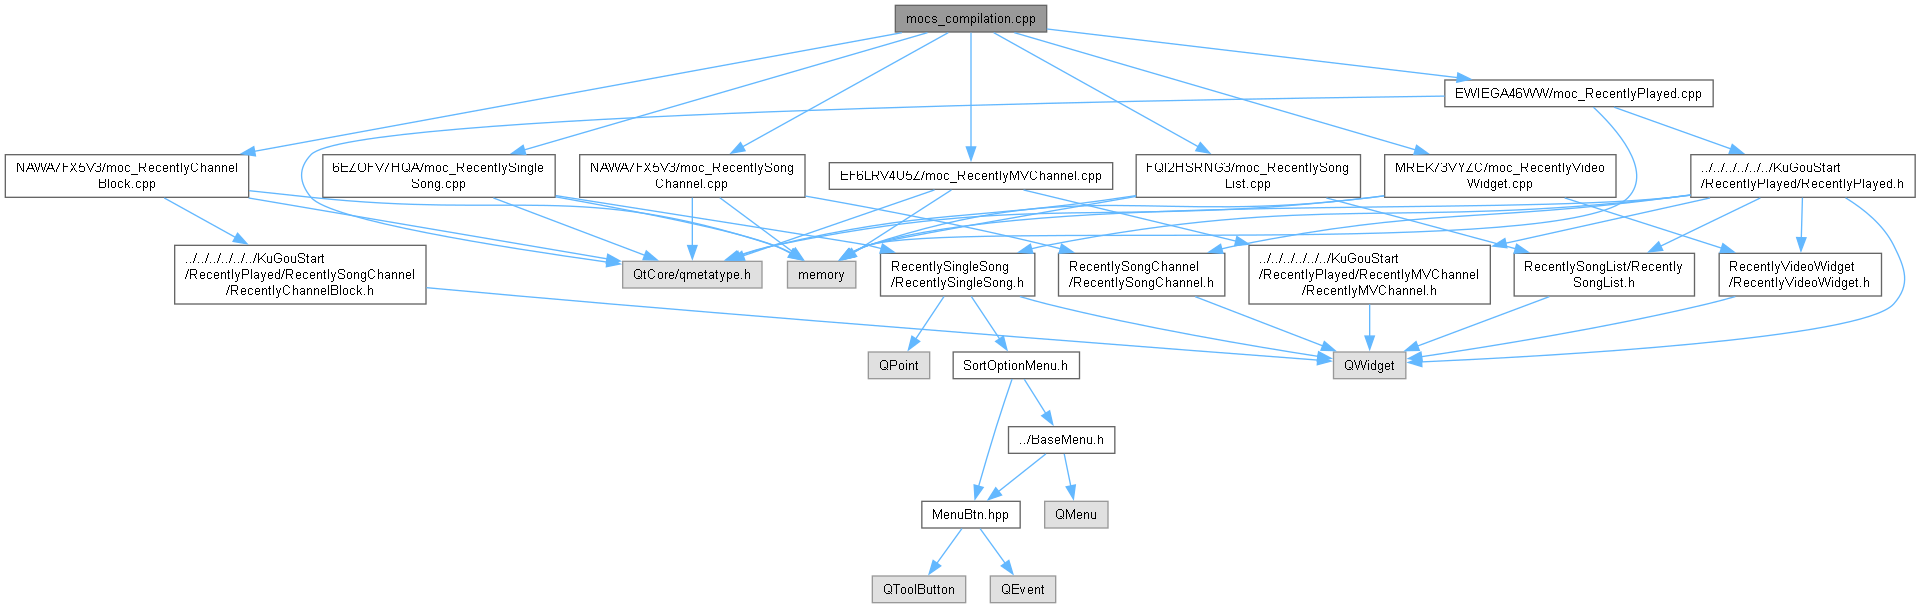 mocs_compilation.cpp
EWIEGA46WW/moc_RecentlyPlayed.cpp
NAWA7FX5V3/moc_RecentlyChannel
Block.cpp
6EZOFV7HQA/moc_RecentlySingle
Song.cpp
NAWA7FX5V3/moc_RecentlySong
Channel.cpp
EF6LRV4U5Z/moc_RecentlyMVChannel.cpp
FQI2HSRNG3/moc_RecentlySong
List.cpp
MREK73VYZC/moc_RecentlyVideo
Widget.cpp
../../../../../../KuGouStart
/RecentlyPlayed/RecentlyPlayed.h
../../../../../../KuGouStart
/RecentlyPlayed/RecentlySongChannel
/RecentlyChannelBlock.h
QtCore/qmetatype.h
memory
RecentlySingleSong
/RecentlySingleSong.h
RecentlySongChannel
/RecentlySongChannel.h
../../../../../../KuGouStart
/RecentlyPlayed/RecentlyMVChannel
/RecentlyMVChannel.h
RecentlySongList/Recently
SongList.h
RecentlyVideoWidget
/RecentlyVideoWidget.h
QPoint
SortOptionMenu.h
QWidget
../BaseMenu.h
MenuBtn.hpp
QMenu
QToolButton
QEvent